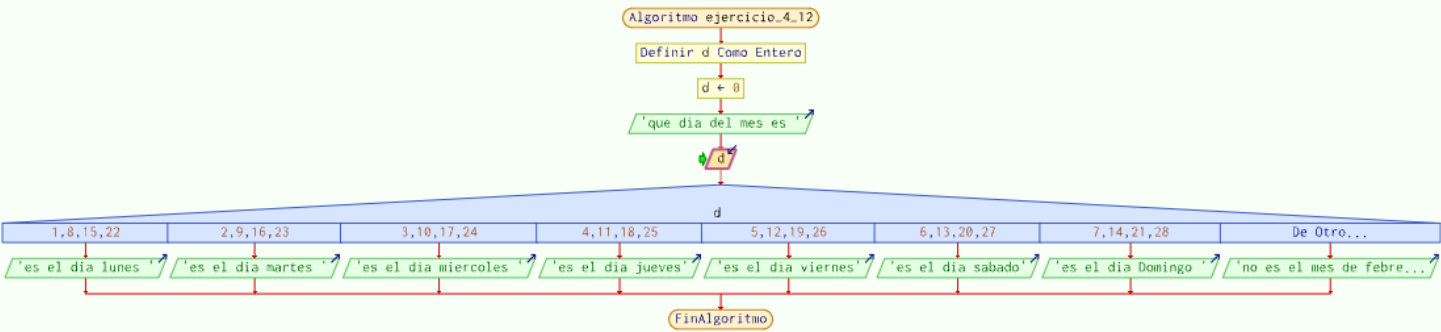 Algoritmo ejercicio_4_12
Definir d Como Entero
d ← 0
'que dia del mes es '
d
d
1,8,15,22
2,9,16,23
3,10,17,24
4,11,18,25
5,12,19,26
6,13,20,27
7,14,21,28
De Otro...
'es el dia lunes '
'es el dia martes '
'es el dia miercoles '
'es el dia jueves'
'es el dia viernes'
'es el dia sabado'
'es el dia Domingo '
'no es el mes de febre...
FinAlgoritmo